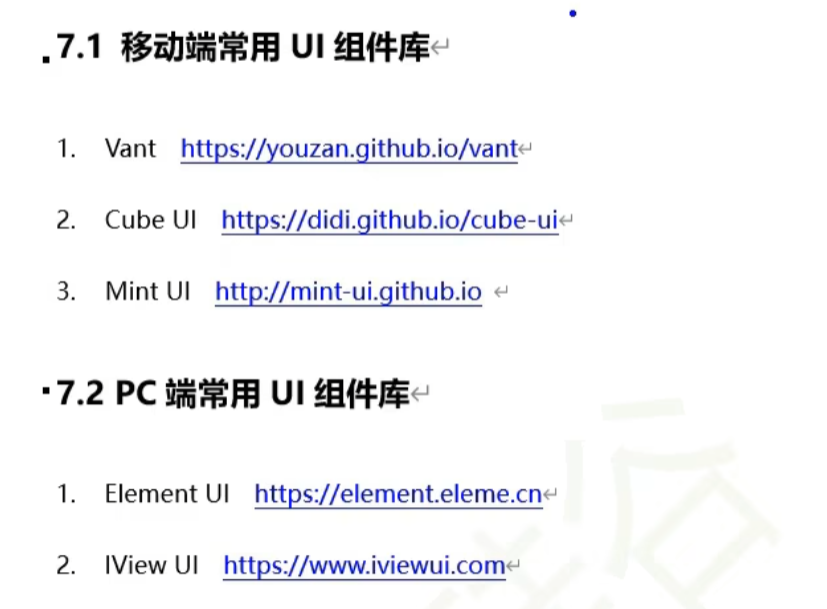 7.1 移动端常用 UI 组件库
1. Vant https://youzan.github.io/vant
2. Cube UI https://didi.github.io/cube-ui
3. Mint UI http://mint-ui.github.io
7.2 PC 端常用 UI 组件库
1. Element UI https://element.eleme.cn
2. IView UI https://www.iviewui.com